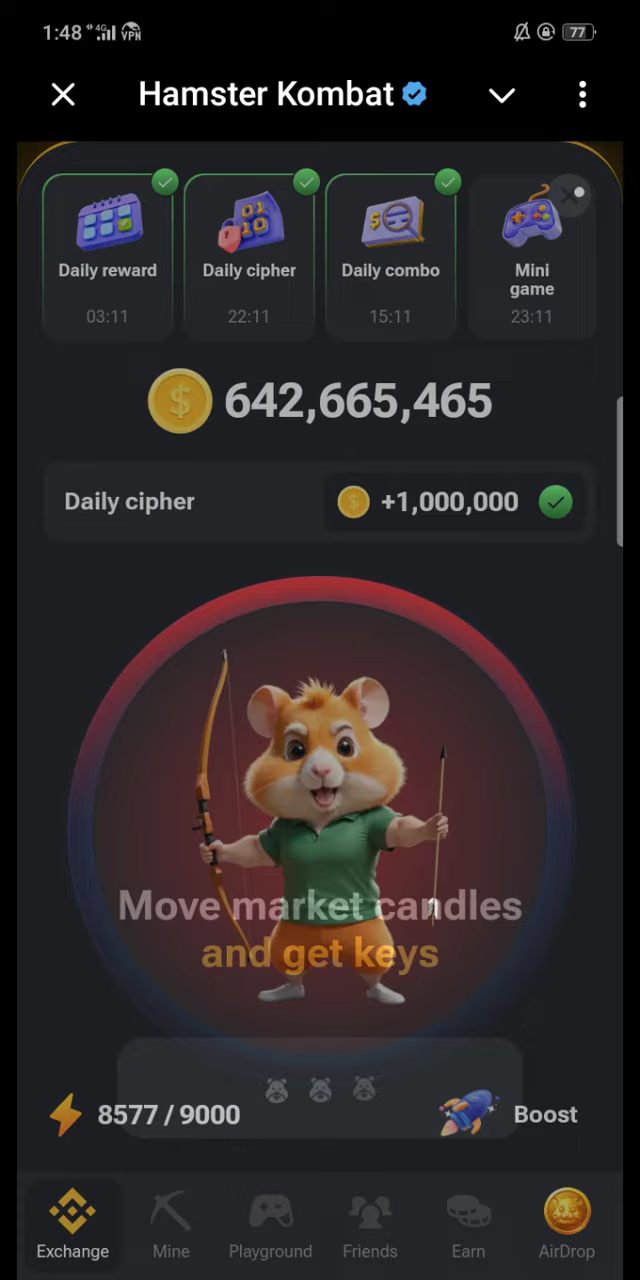 1:48 4G VPN 77
Hamster Kombat
Daily reward
03:11
Daily cipher
22:11
Daily combo
15:11
Mini
game
23:11
642,665,465
Daily cipher +1,000,000
Move market candles
and get keys
8577 / 9000 Boost
Exchange Mine Playground Friends Earn AirDrop